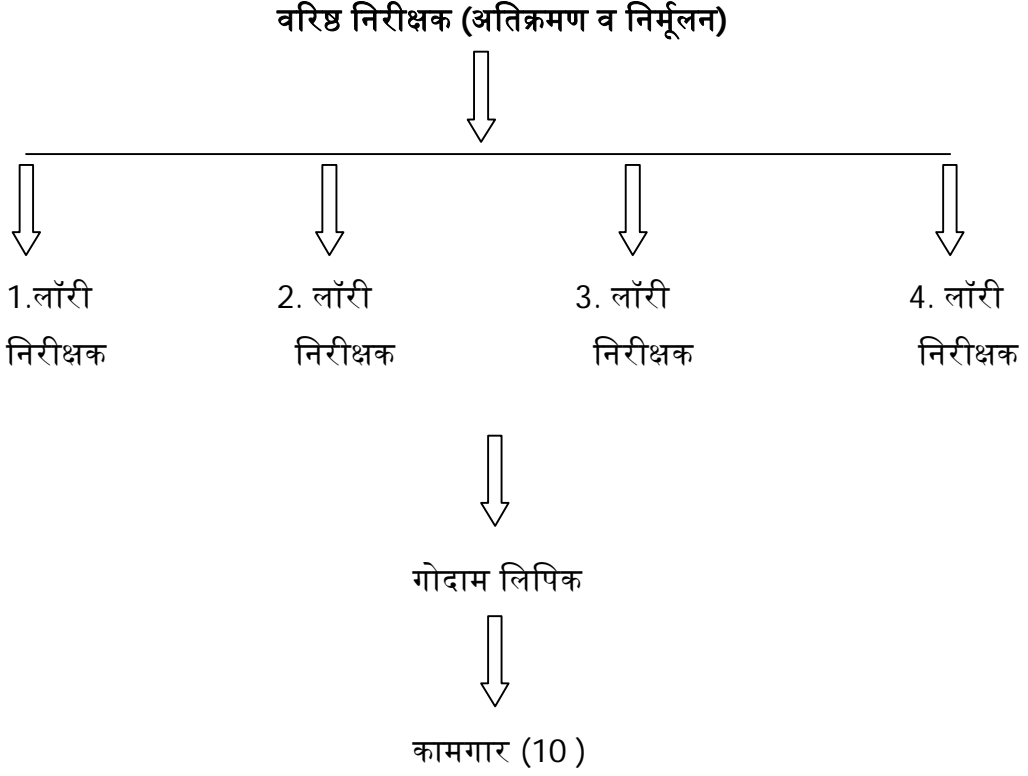 वरिष्ठ निरीक्षक (अतिक्रमण व निर्मूलन)
1.लॉरी 2. लॉरी 3. लॉरी 4. लॉरी
निरीक्षक निरीक्षक निरीक्षक निरीक्षक
गोदाम लिपिक
कामगार (10 )